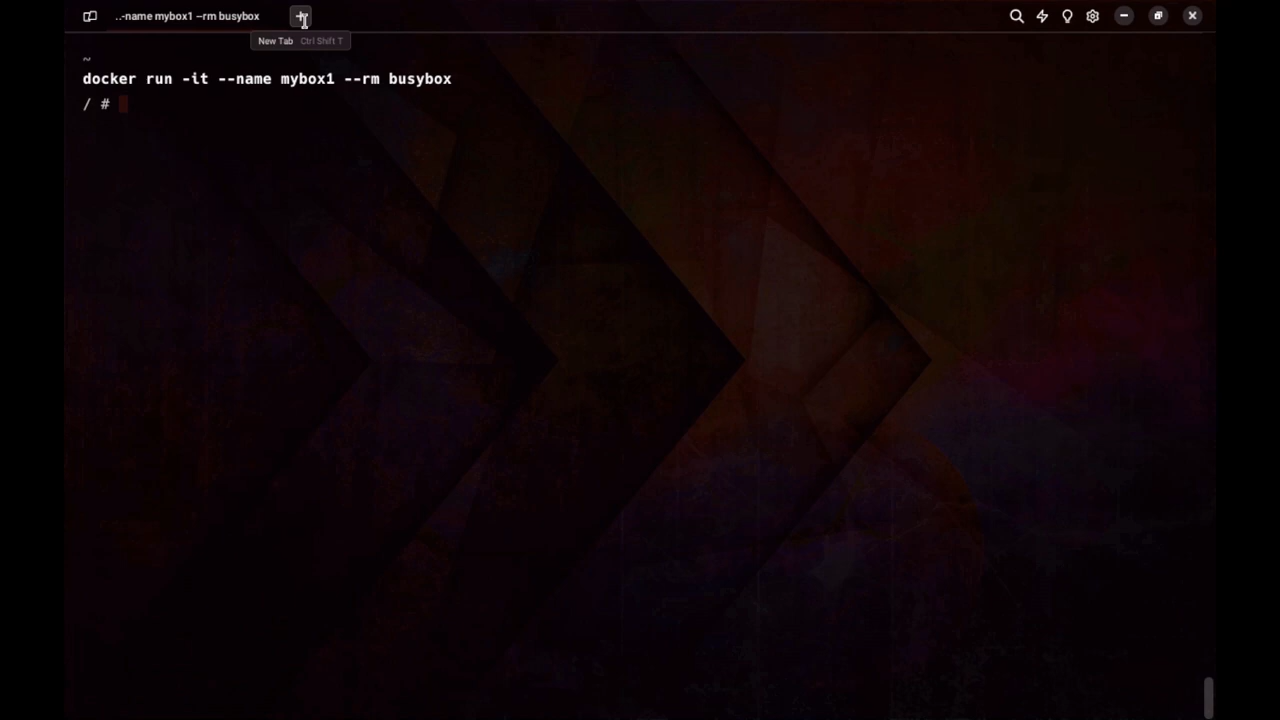 ..-name mybox1 --rm busybox
New Tab Ctrl Shift T
~
docker run -it --name mybox1 --rm busybox
/ #